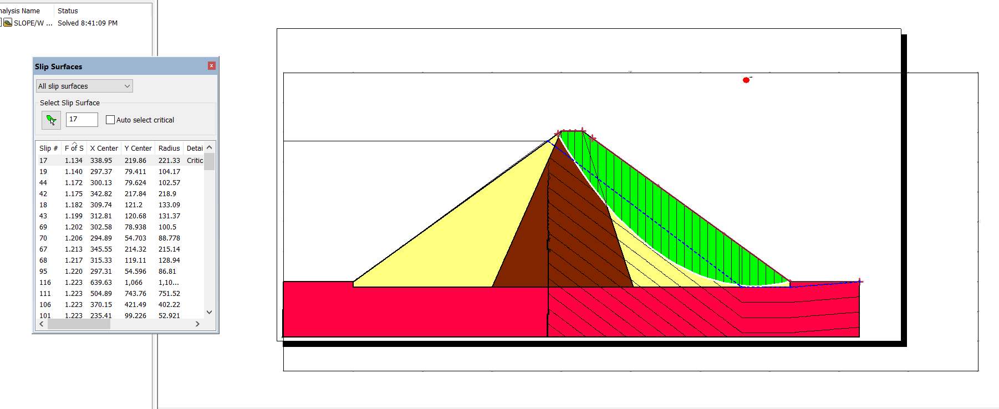 nalysis Name Status
SLOPE/W ... Solved 8:41:09 PM
Slip Surfaces
All slip surfaces
Select Slip Surface
17
Auto select critical
Slip # F of S X Center Y Center Radius Detai
17 1.134 338.95 219.86 221.33 Critic
19 1.140 297.37 79.411 104.17
44 1.172 300.13 79.624 102.57
42 1.175 342.82 217.84 218.9
18 1.182 309.74 121.2 133.09
43 1.199 312.81 120.68 131.37
69 1.202 302.58 78.938 100.5
70 1.206 294.89 54.703 88.778
67 1.213 345.55 214.32 215.14
68 1.217 315.33 119.11 128.94
95 1.220 297.31 54.596 86.81
116 1.223 639.63 1,066 1,10...
111 1.223 504.89 743.76 751.52
106 1.223 370.15 421.49 402.22
101 1.223 235.41 99.226 52.921